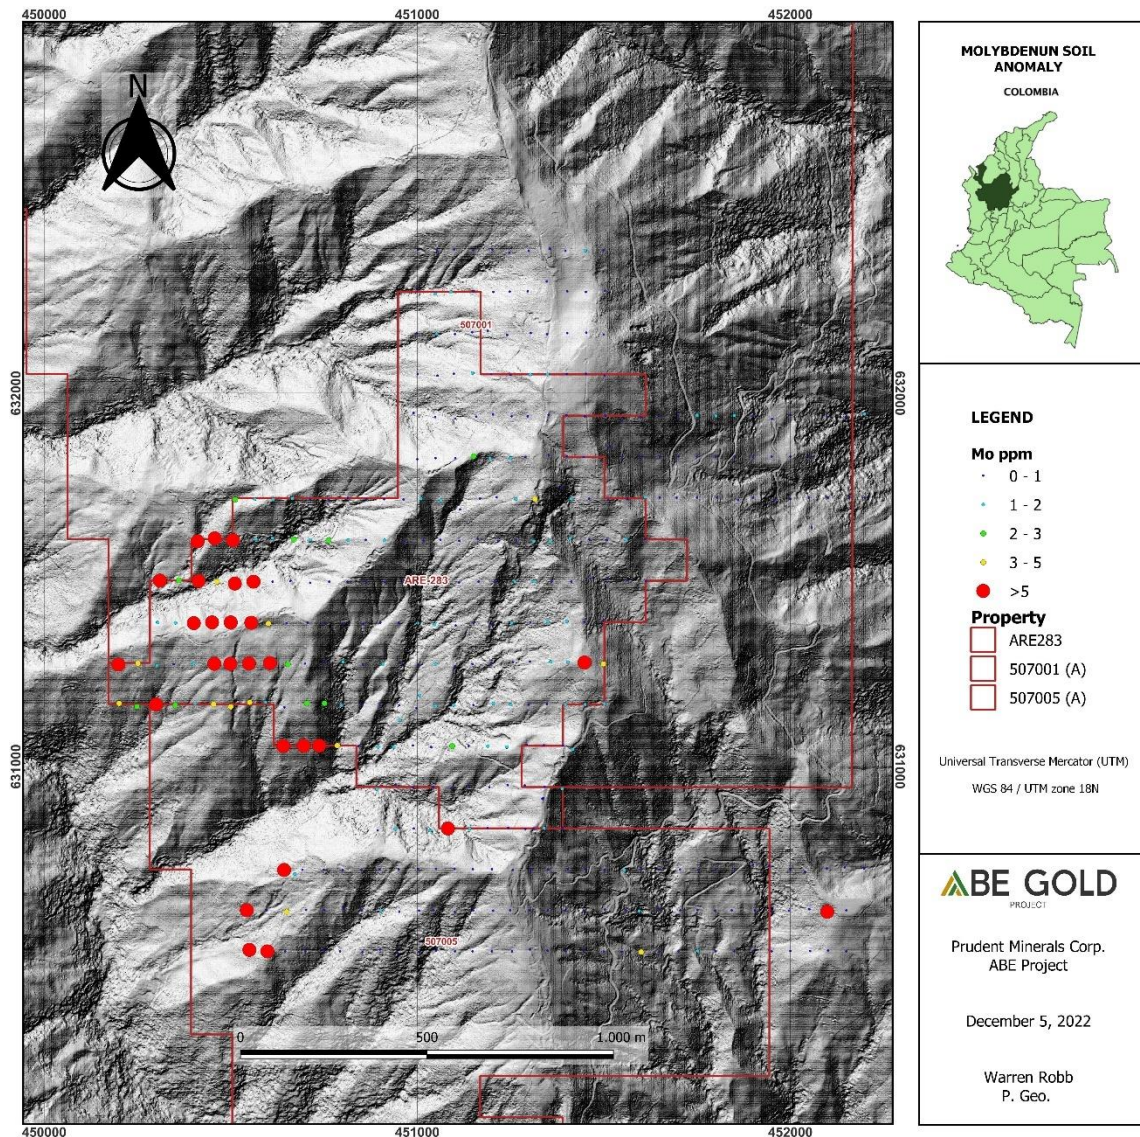 450000
451000
452000
N
632000
632000
507001
ARE-283
631000
631000
507005
0
500
1.000 m
450000
451000
452000
MOLYBDENUN SOIL
ANOMALY
COLOMBIA
LEGEND
Mo ppm
0 - 1
1 - 2
2 - 3
3 - 5
>5
Property
ARE283
507001 (A)
507005 (A)
Universal Transverse Mercator (UTM)
WGS 84 / UTM zone 18N
ABE GOLD
PROJECT
Prudent Minerals Corp.
ABE Project
December 5, 2022
Warren Robb
P. Geo.